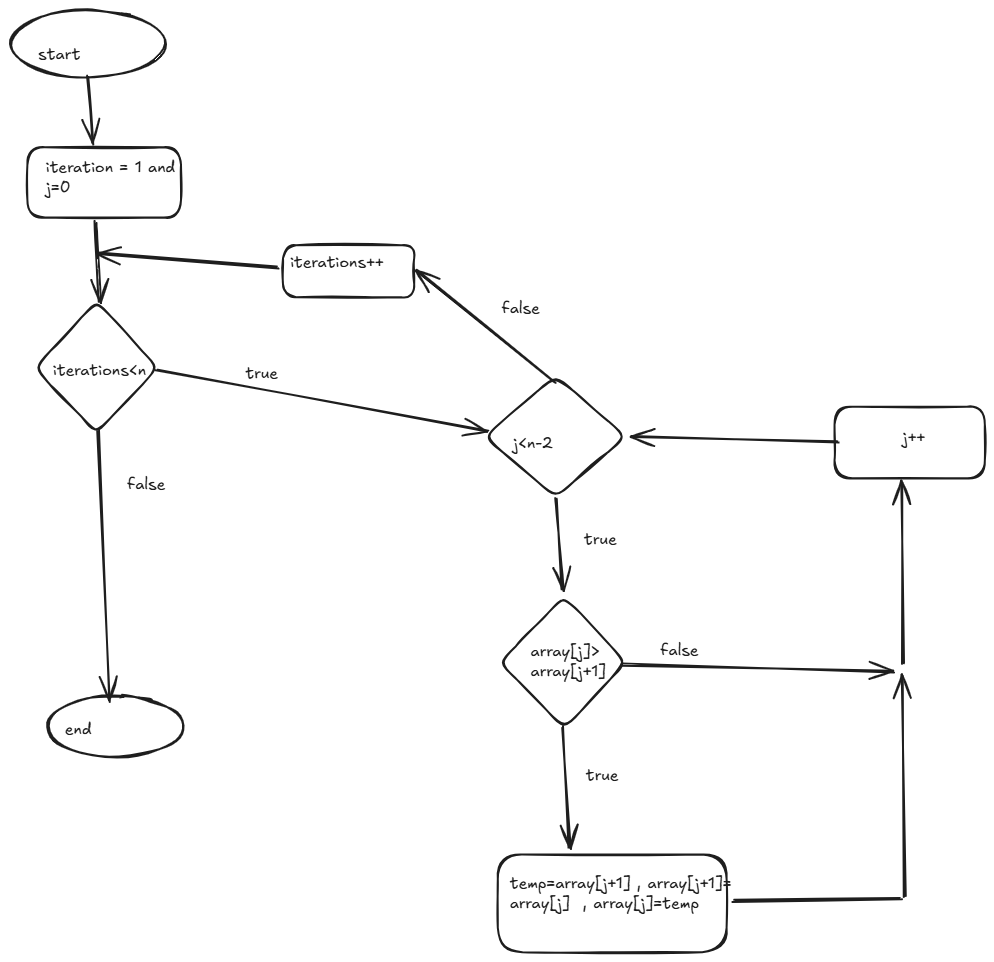 start
iteration = 1 and
j=0
iterations++
false
iterations<n
true
j<n-2
j++
false
true
array[j]>
array[j+1]
false
true
end
temp=array[j+1] , array[j+1]=
array[j]  , array[j]=temp